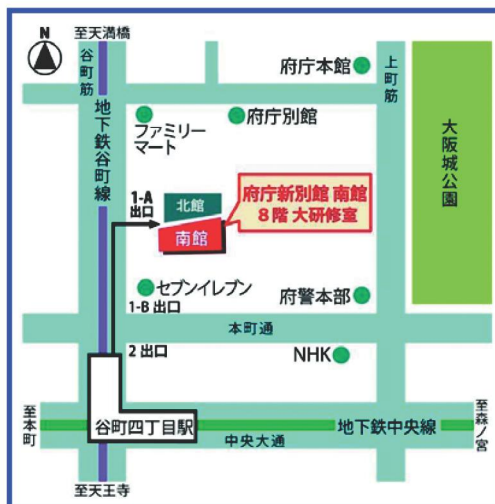 N
至天満橋
谷町筋
地下鉄谷町線
府庁本館
上町筋
ファミリー
マート
府庁別館
大阪城公園
1-A
出口
北館
南館
府庁新別館 南館
8階 大研修室
セブンイレブン
1-B 出口
府警本部
本町通
2 出口
NHK
至本町
谷町四丁目駅
中央大通
地下鉄中央線
至森ノ宮
至天王寺